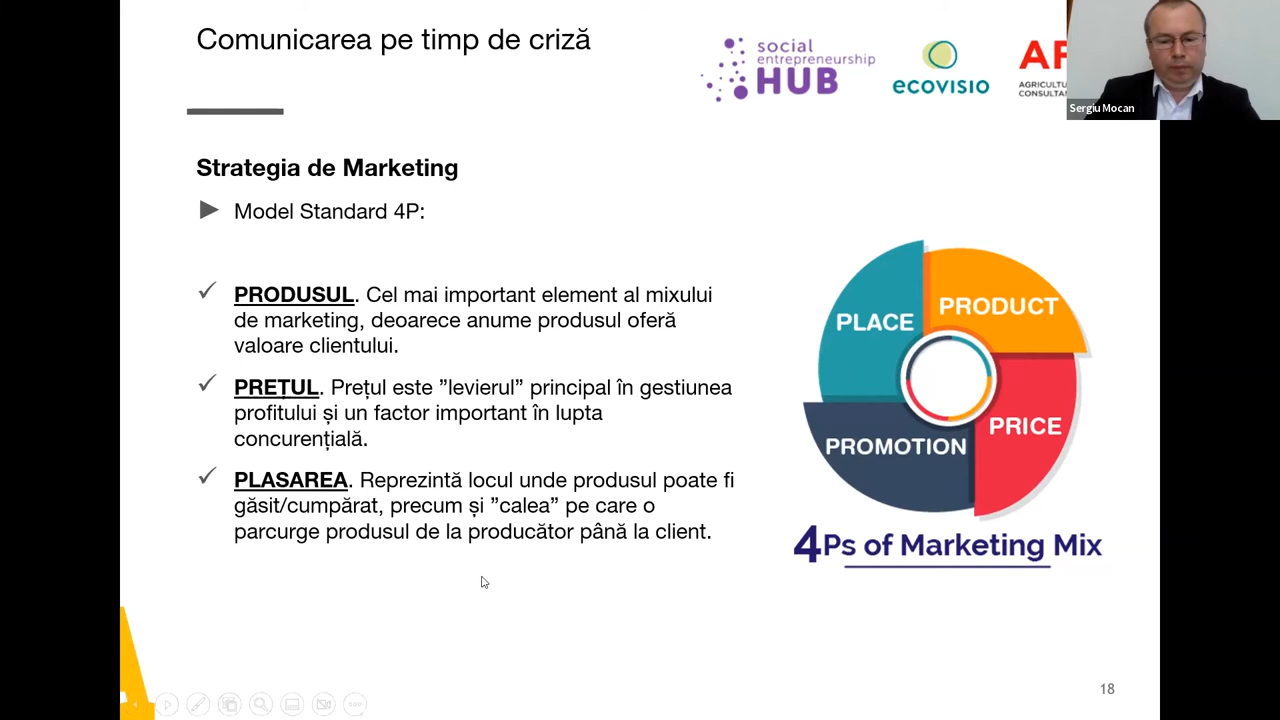 Comunicarea pe timp de criză
social
entrepreneurship
HUB
ecovisio
AGRICULTU
CONSULTAN
Sergiu Mocan
Strategia de Marketing
Model Standard 4P:
PRODUSUL. Cel mai important element al mixului
de marketing, deoarece anume produsul oferă
valoare clientului.
PREȚUL. Prețul este ”levierul” principal în gestiunea
profitului și un factor important în lupta
concurențială.
PLASAREA. Reprezintă locul unde produsul poate fi
găsit/cumpărat, precum și ”calea” pe care o
parcurge produsul de la producător până la client.
PLACE
PRODUCT
PROMOTION
PRICE
4Ps of Marketing Mix
18